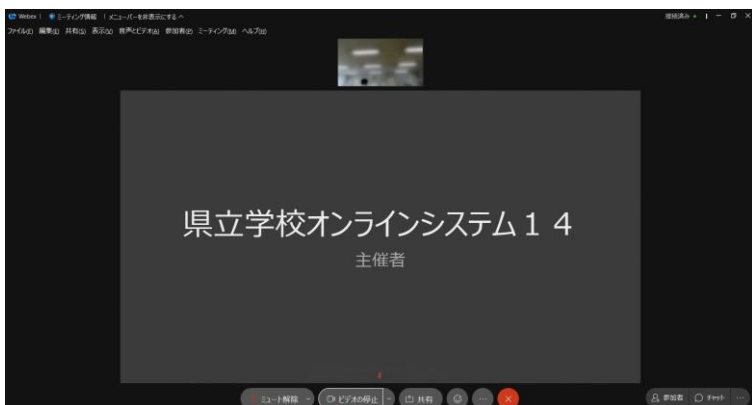 Webex
ミーティング情報
メニューバーを非表示にする へ
接続済み
ファイル(F) 編集(E) 共有(S) 表示(V) 音声とビデオ(A) 参加者(P) ミーティング(M) ヘルプ(H)
県立学校オンラインシステム１４
主催者
ミュート解除
ビデオの停止
共有
参加者
チャット